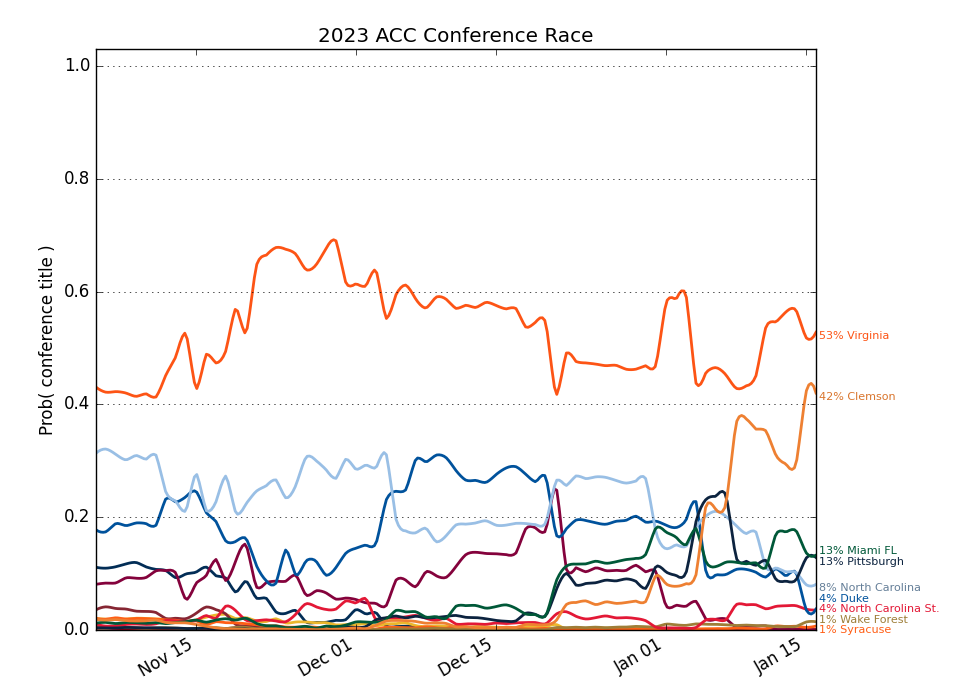 2023 ACC Conference Race
Prob( conference title )
1.0
0.8
0.6
0.4
0.2
0.0
Nov 15
Dec 01
Dec 15
Jan 01
Jan 15
53% Virginia
42% Clemson
13% Miami FL
13% Pittsburgh
8% North Carolina
4% Duke
4% North Carolina St.
1% Wake Forest
1% Syracuse